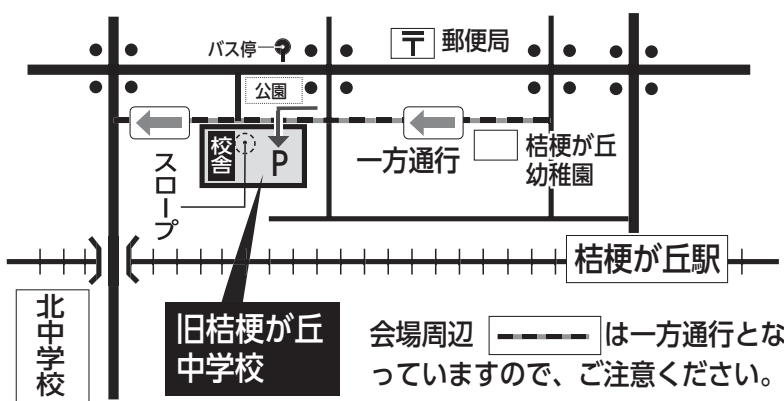 バス停
〒 郵便局
公園
校舎
P
スロープ
一方通行
桔梗が丘
幼稚園
桔梗が丘駅
北中学校
旧桔梗が丘
中学校
会場周辺 は一方通行とな
っていますので、ご注意ください。